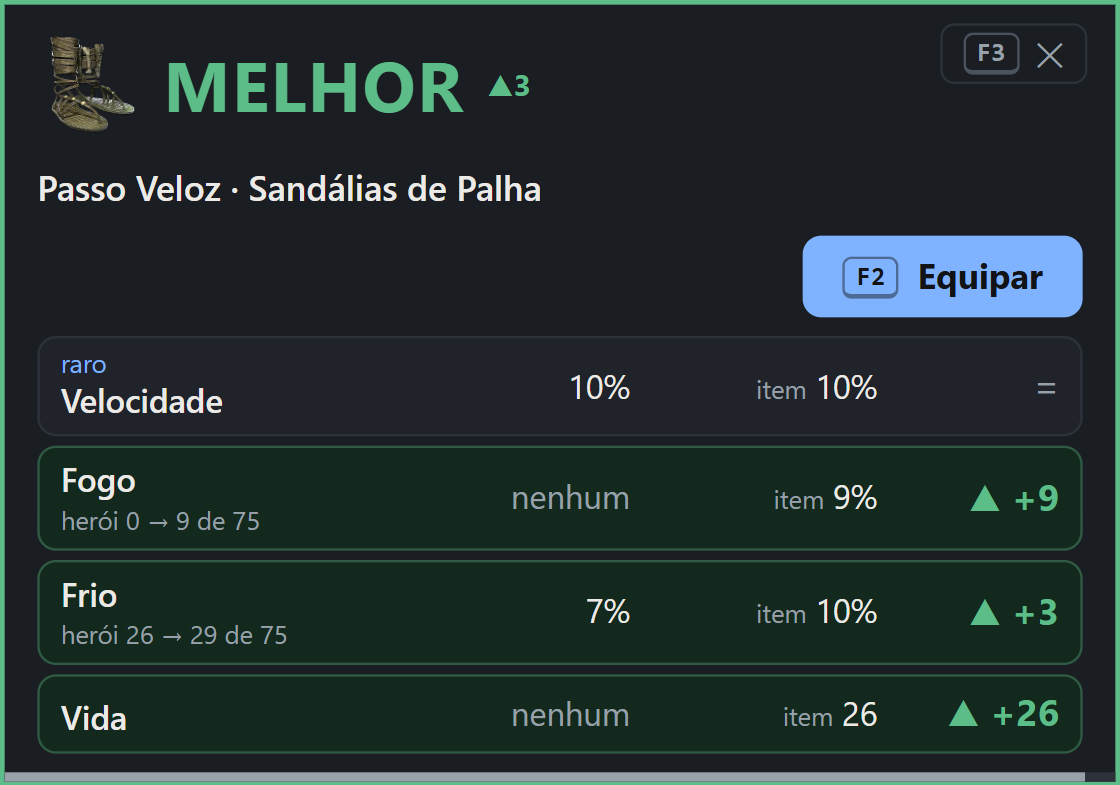 MELHOR ▲3
F3 ×
Passo Veloz · Sandálias de Palha
F2 Equipar
raro
Velocidade 10% item 10% =
Fogo nenhum item 9% ▲ +9
herói 0 → 9 de 75
Frio 7% item 10% ▲ +3
herói 26 → 29 de 75
Vida nenhum item 26 ▲ +26